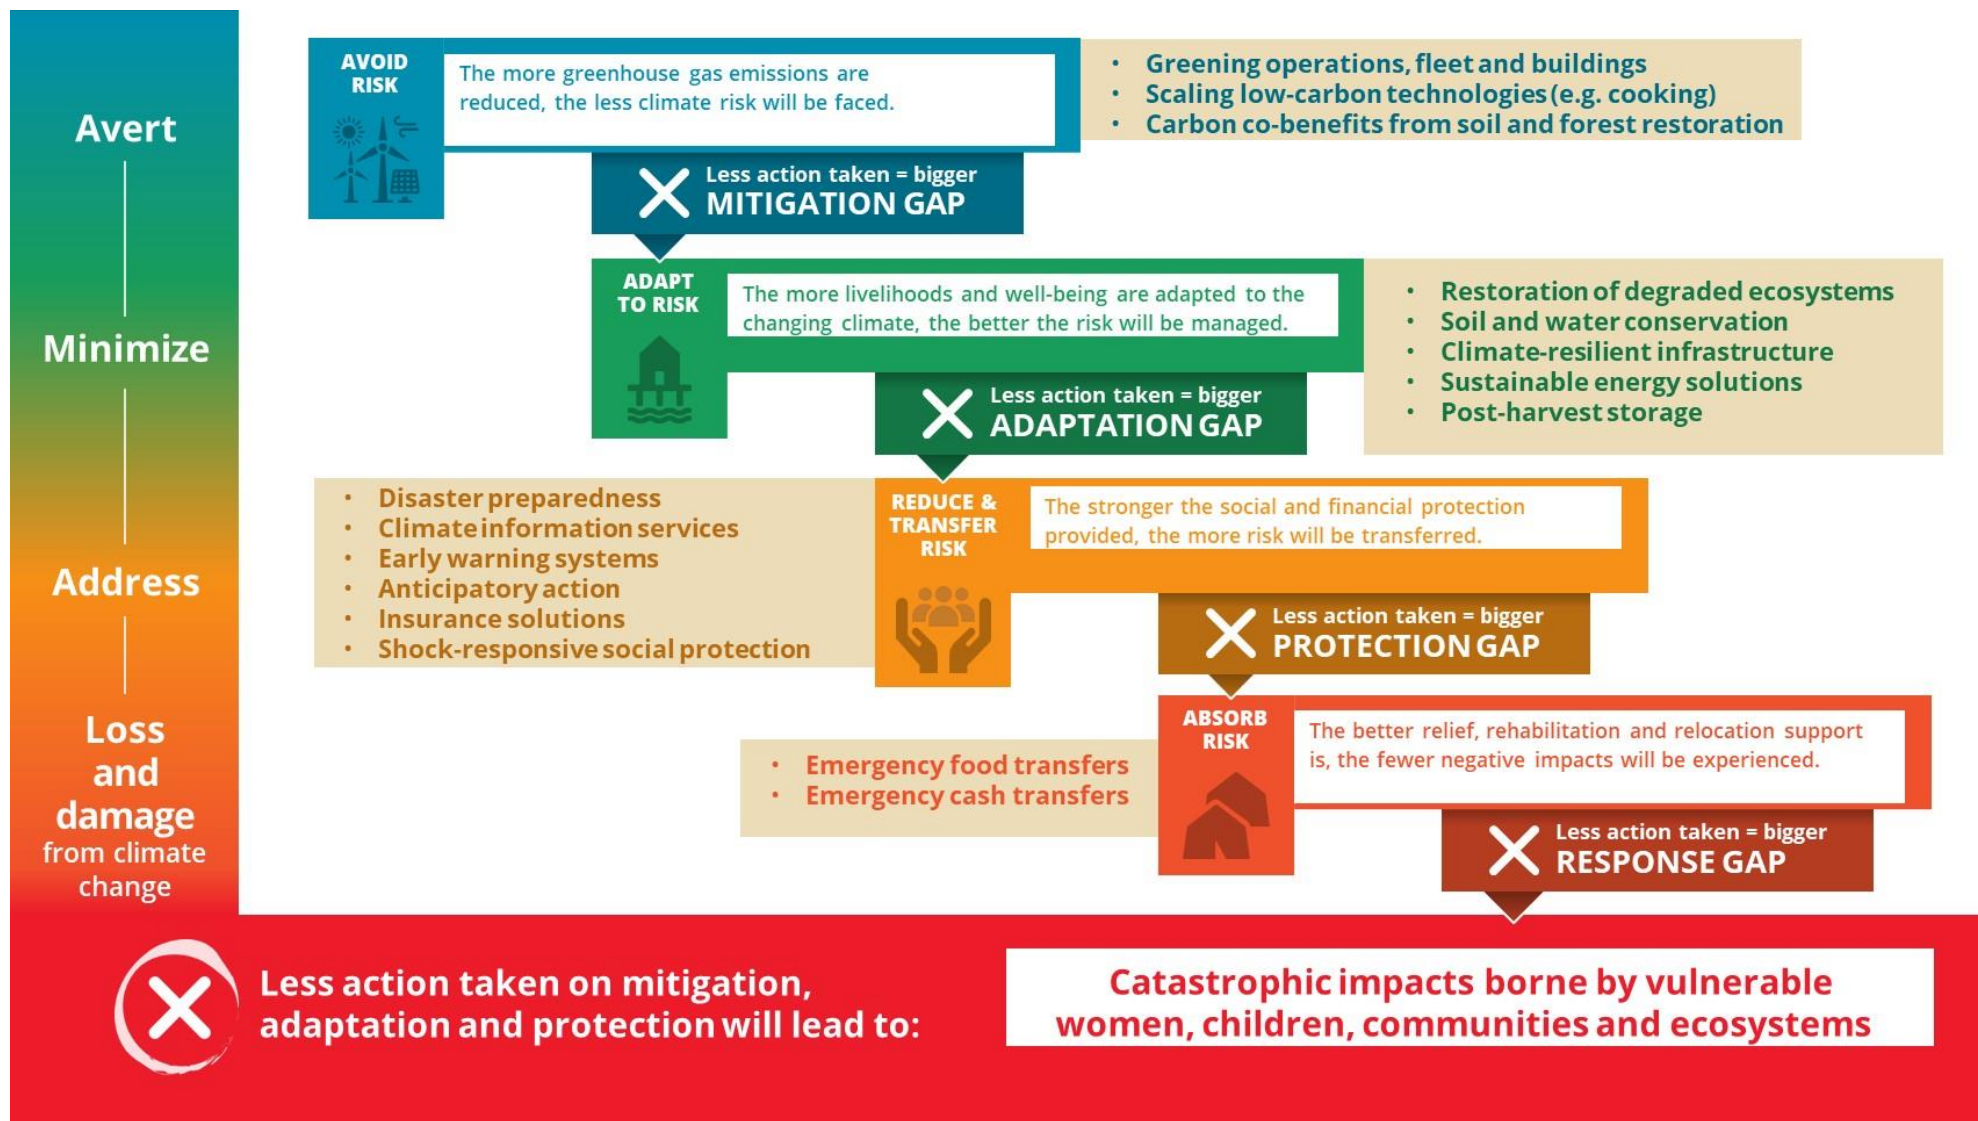 Avert
Minimize
Address
Loss
and
damage
from climate
change
AVOID
RISK
The more greenhouse gas emissions are
reduced, the less climate risk will be faced.
• Greening operations, fleet and buildings
• Scaling low-carbon technologies (e.g. cooking)
• Carbon co-benefits from soil and forest restoration
Less action taken = bigger
MITIGATION GAP
ADAPT
TO RISK
The more livelihoods and well-being are adapted to the
changing climate, the better the risk will be managed.
• Restoration of degraded ecosystems
• Soil and water conservation
• Climate-resilient infrastructure
• Sustainable energy solutions
• Post-harvest storage
Less action taken = bigger
ADAPTATION GAP
• Disaster preparedness
• Climate information services
• Early warning systems
• Anticipatory action
• Insurance solutions
• Shock-responsive social protection
REDUCE &
TRANSFER
RISK
The stronger the social and financial protection
provided, the more risk will be transferred.
Less action taken = bigger
PROTECTION GAP
• Emergency food transfers
• Emergency cash transfers
ABSORB
RISK
The better relief, rehabilitation and relocation support
is, the fewer negative impacts will be experienced.
Less action taken = bigger
RESPONSE GAP
Less action taken on mitigation,
adaptation and protection will lead to:
Catastrophic impacts borne by vulnerable
women, children, communities and ecosystems